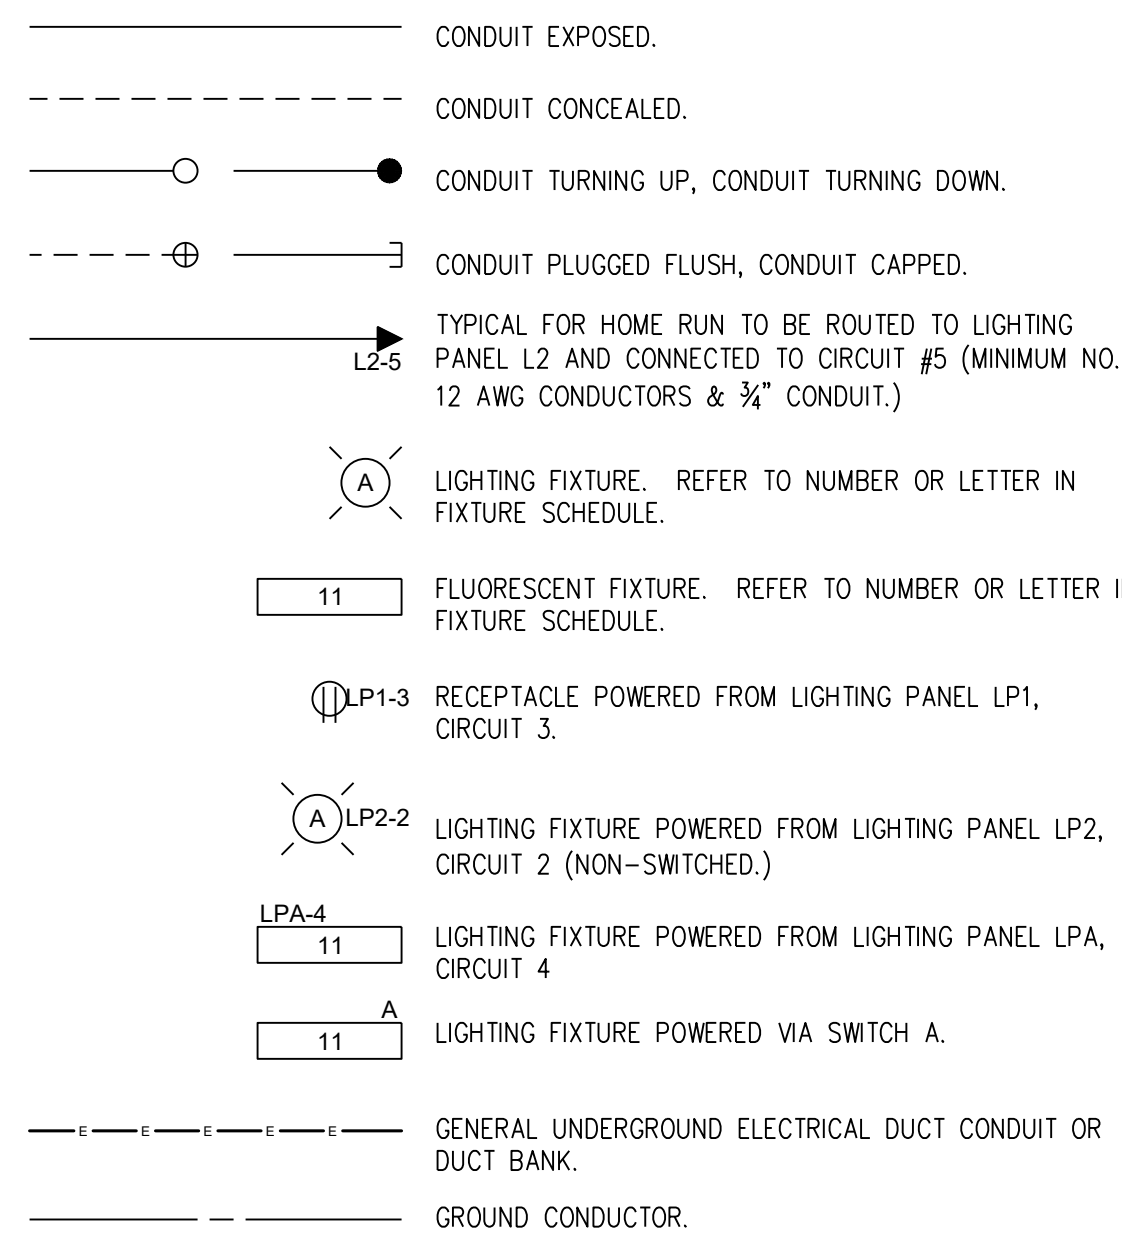 CONDUIT EXPOSED.
CONDUIT CONCEALED.
CONDUIT TURNING UP, CONDUIT TURNING DOWN.
CONDUIT PLUGGED FLUSH, CONDUIT CAPPED.
L2-5
TYPICAL FOR HOME RUN TO BE ROUTED TO LIGHTING
PANEL L2 AND CONNECTED TO CIRCUIT #5 (MINIMUM NO.
12 AWG CONDUCTORS & ¾" CONDUIT.)
A
LIGHTING FIXTURE. REFER TO NUMBER OR LETTER IN
FIXTURE SCHEDULE.
11
FLUORESCENT FIXTURE. REFER TO NUMBER OR LETTER
FIXTURE SCHEDULE.
LP1-3
RECEPTACLE POWERED FROM LIGHTING PANEL LP1,
CIRCUIT 3.
A
LP2-2
LIGHTING FIXTURE POWERED FROM LIGHTING PANEL LP2,
CIRCUIT 2 (NON-SWITCHED.)
LPA-4
11
LIGHTING FIXTURE POWERED FROM LIGHTING PANEL LPA,
CIRCUIT 4
A
11
LIGHTING FIXTURE POWERED VIA SWITCH A.
E E E E E
GENERAL UNDERGROUND ELECTRICAL DUCT CONDUIT OR
DUCT BANK.
GROUND CONDUCTOR.